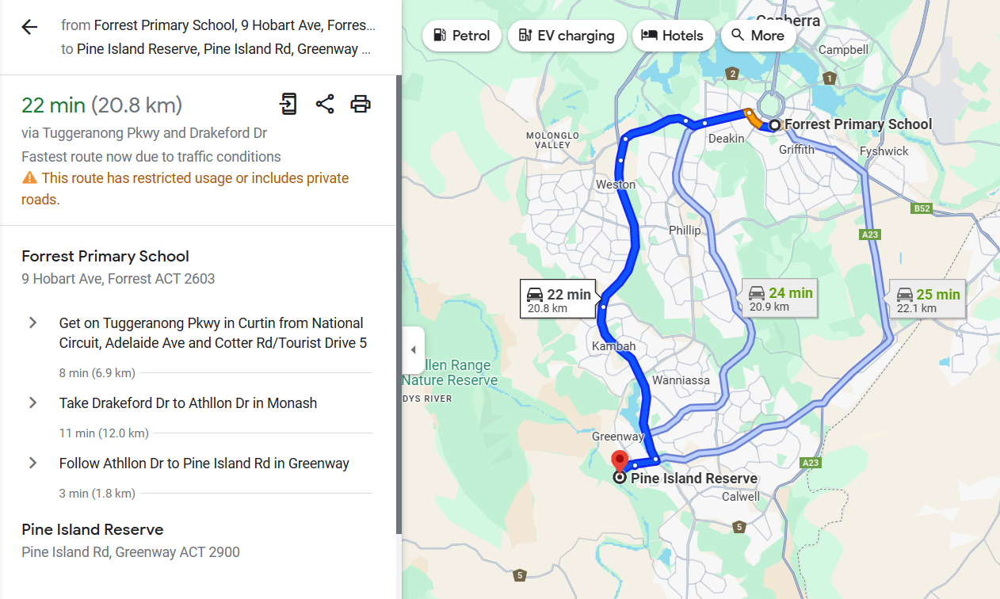 from Forrest Primary School, 9 Hobart Ave, Forres...
to Pine Island Reserve, Pine Island Rd, Greenway ...
22 min (20.8 km)
via Tuggeranong Pkwy and Drakeford Dr
Fastest route now due to traffic conditions
This route has restricted usage or includes private
roads.
Forrest Primary School
9 Hobart Ave, Forrest ACT 2603
Get on Tuggeranong Pkwy in Curtin from National
Circuit, Adelaide Ave and Cotter Rd/Tourist Drive 5
8 min (6.9 km)
Take Drakeford Dr to Athllon Dr in Monash
11 min (12.0 km)
Follow Athllon Dr to Pine Island Rd in Greenway
3 min (1.8 km)
Pine Island Reserve
Pine Island Rd, Greenway ACT 2900
Petrol
EV charging
Hotels
More
Canberra
Campbell
2
1
Forrest Primary School
MOLONGLO
VALLEY
Deakin
Griffith
Fyshwick
Weston
B52
Phillip
A23
22 min
20.8 km
24 min
20.9 km
25 min
22.1 km
Kambah
llen Range
Nature Reserve
DYS RIVER
Wanniassa
Greenway
A23
Pine Island Reserve
Calwell
5
5